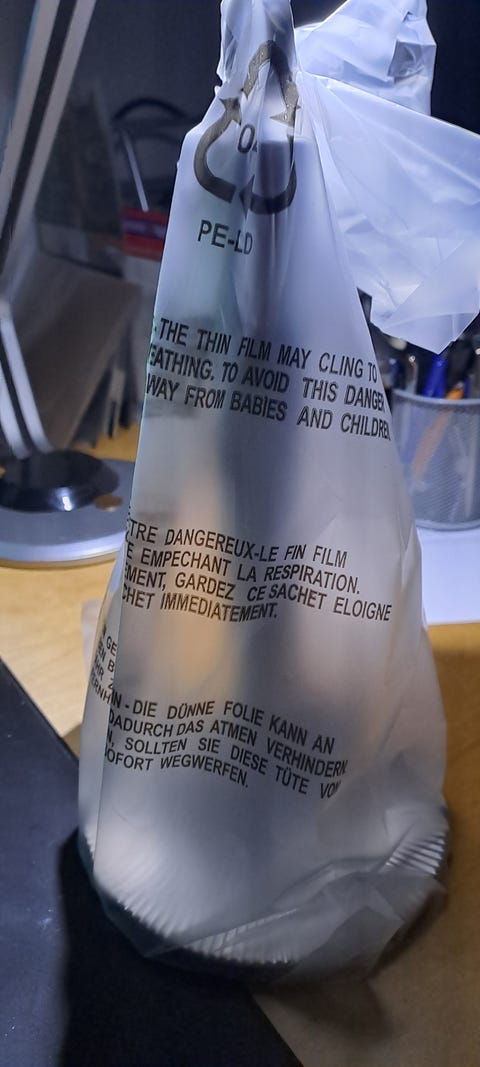 PE-LD
THE THIN FILM MAY CLING TO
EATHING, TO AVOID THIS DANGER
WAY FROM BABIES AND CHILDREN
ETRE DANGEREUX-LE FIN FILM
E EMPECHANT LA RESPIRATION.
EMENT, GARDEZ CE SACHET ELOIGNE
CHET IMMEDIATEMENT.
- DIE DÜNNE FOLIE KANN AN
DADURCH DAS ATMEN VERHINDERN
N, SOLLTEN SIE DIESE TÜTE VON
OFORT WEGWERFEN.